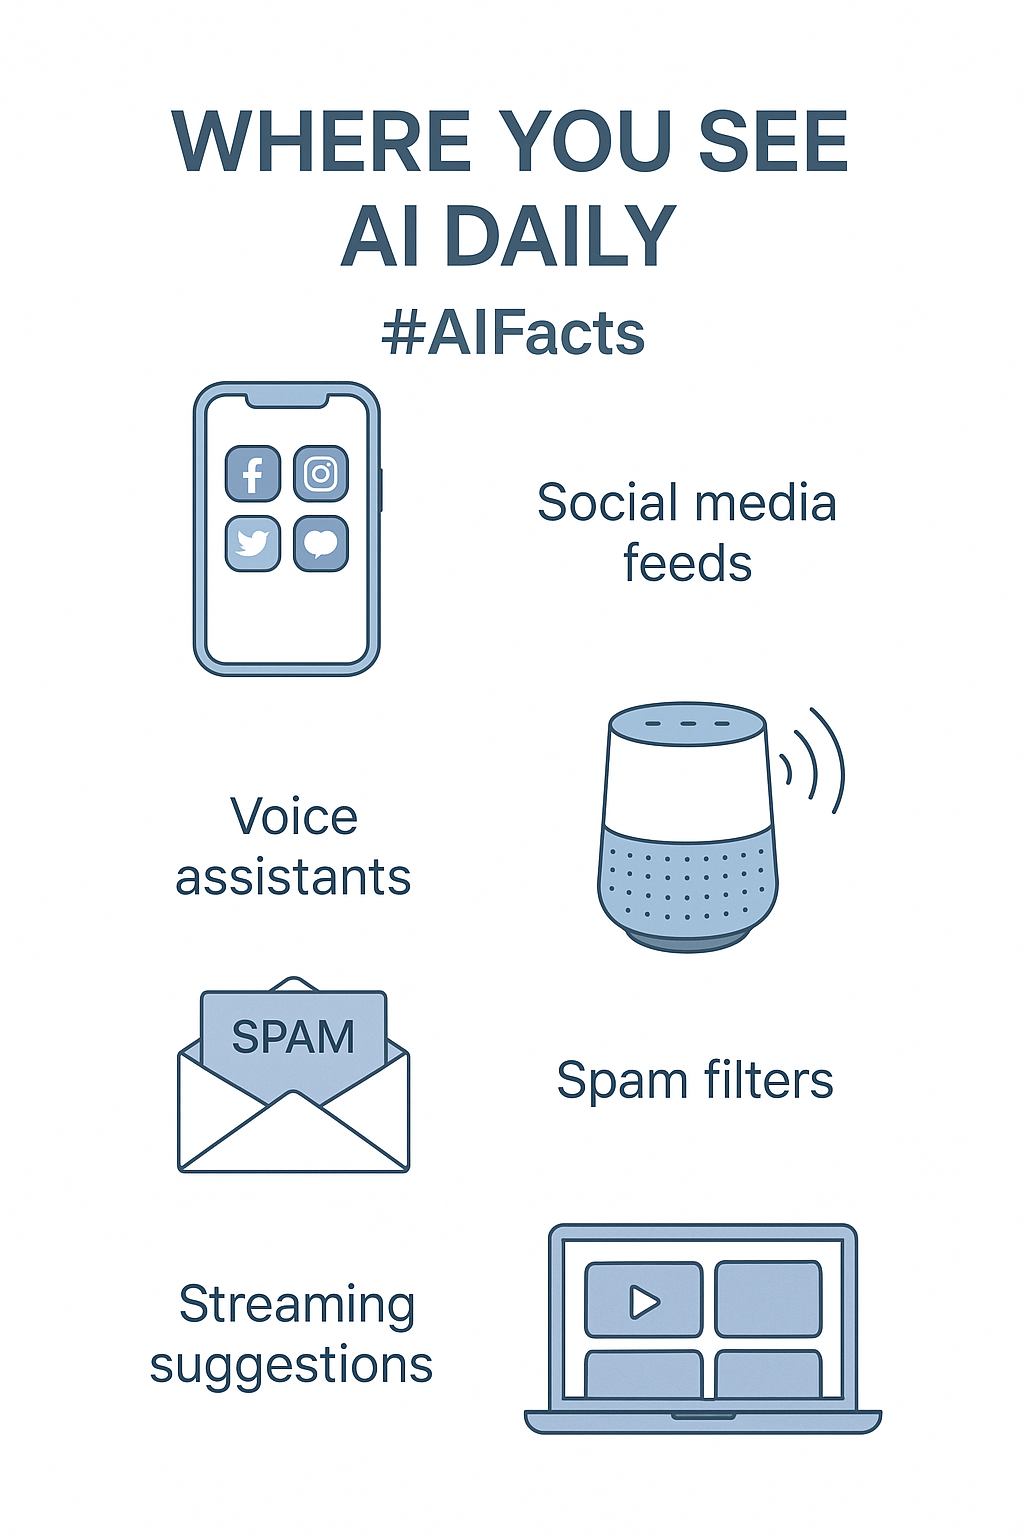 WHERE YOU SEE
AI DAILY
#AIFacts
Social media
feeds
Voice
assistants
SPAM
Spam filters
Streaming
suggestions